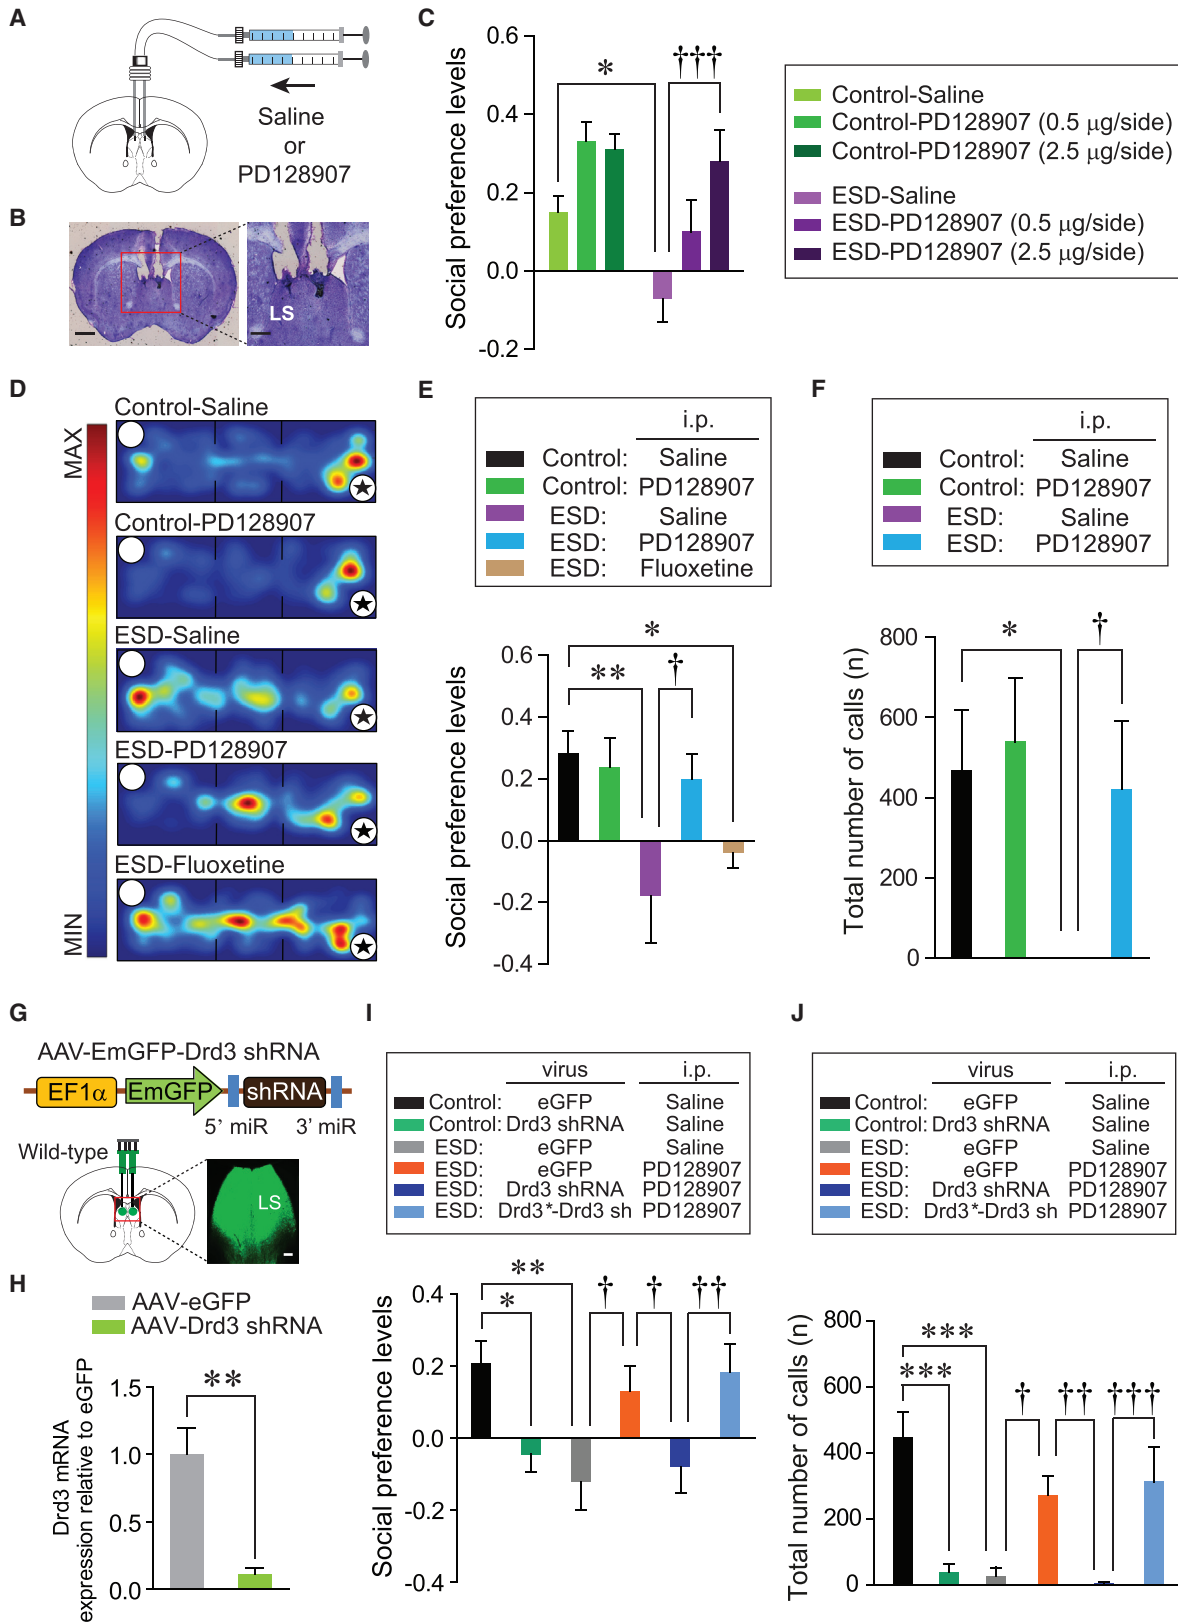 A
Saline
or
PD128907
B
LS
C
Social preference levels
0.6
0.4
0.2
0.0
-0.2
*
†††
Control-Saline
Control-PD128907 (0.5 μg/side)
Control-PD128907 (2.5 μg/side)
ESD-Saline
ESD-PD128907 (0.5 μg/side)
ESD-PD128907 (2.5 μg/side)
D
MAX
MIN
Control-Saline
Control-PD128907
ESD-Saline
ESD-PD128907
ESD-Fluoxetine
E
i.p.
Control: Saline
Control: PD128907
ESD: Saline
ESD: PD128907
ESD: Fluoxetine
Social preference levels
0.6
0.4
0.2
0.0
-0.2
-0.4
*
**
†
F
i.p.
Control: Saline
Control: PD128907
ESD: Saline
ESD: PD128907
Total number of calls (n)
800
600
400
200
0
*
†
G
AAV-EmGFP-Drd3 shRNA
EF1α EmGFP shRNA
5' miR 3' miR
Wild-type
LS
H
AAV-eGFP
AAV-Drd3 shRNA
Drd3 mRNA
expression relative to eGFP
1.5
1.0
0.5
0.0
**
I
virus i.p.
Control: eGFP Saline
Control: Drd3 shRNA Saline
ESD: eGFP Saline
ESD: eGFP PD128907
ESD: Drd3 shRNA PD128907
ESD: Drd3*-Drd3 sh PD128907
Social preference levels
0.4
0.2
0.0
-0.2
-0.4
**
*
†
†
††
J
virus i.p.
Control: eGFP Saline
Control: Drd3 shRNA Saline
ESD: eGFP Saline
ESD: eGFP PD128907
ESD: Drd3 shRNA PD128907
ESD: Drd3*-Drd3 sh PD128907
Total number of calls (n)
800
600
400
200
0
***
***
†
††
†††